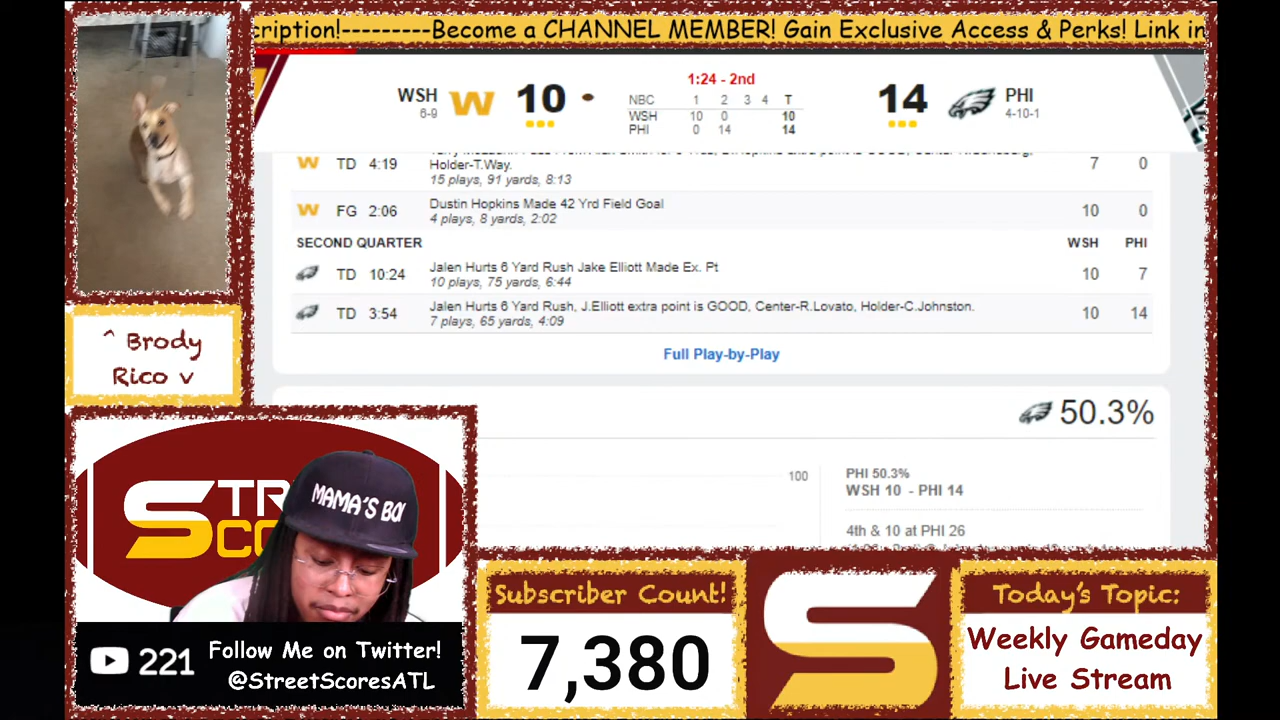 cription!---------Become a CHANNEL MEMBER! Gain Exclusive Access & Perks! Link in
WSH
6-9
W
10
1:24 - 2nd
NBC 1 2 3 4 T
WSH 10 0 10
PHI 0 14 14
14
PHI
4-10-1
W TD 4:19
Holder-T.Way.
15 plays, 91 yards, 8:13
7 0
W FG 2:06
Dustin Hopkins Made 42 Yrd Field Goal
4 plays, 8 yards, 2:02
10 0
SECOND QUARTER WSH PHI
TD 10:24
Jalen Hurts 6 Yard Rush Jake Elliott Made Ex. Pt
10 plays, 75 yards, 6:44
10 7
TD 3:54
Jalen Hurts 6 Yard Rush, J.Elliott extra point is GOOD, Center-R.Lovato, Holder-C.Johnston.
7 plays, 65 yards, 4:09
10 14
Full Play-by-Play
50.3%
100
PHI 50.3%
WSH 10 - PHI 14
4th & 10 at PHI 26
^ Brody
Rico v
STR
SCO
MAMA'S BOI
221
Follow Me on Twitter!
@StreetScoresATL
Subscriber Count!
7,380
S
Today's Topic:
Weekly Gameday
Live Stream